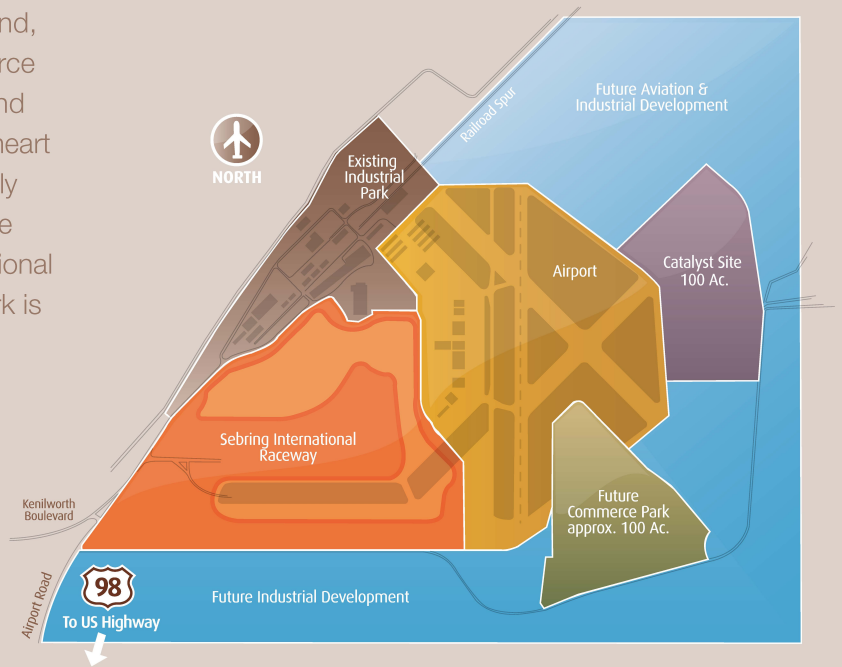 nd,
rce
nd
heart
ly
e
ional
k is
Future Aviation &
Industrial Development
Railroad Spur
NORTH
Existing
Industrial
Park
Airport
Catalyst Site
100 Ac.
Sebring International
Raceway
Kenilworth
Boulevard
Future
Commerce Park
approx. 100 Ac.
Airport Road
98
To US Highway
Future Industrial Development